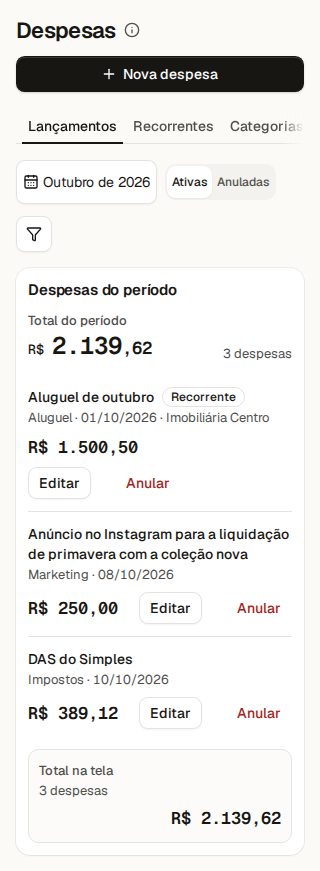 Despesas
+ Nova despesa
Lançamentos Recorrentes Categorias
Outubro de 2026 Ativas Anuladas
Despesas do período
Total do período
R$ 2.139,62 3 despesas
Aluguel de outubro Recorrente
Aluguel · 01/10/2026 · Imobiliária Centro
R$ 1.500,50
Editar Anular
Anúncio no Instagram para a liquidação
de primavera com a coleção nova
Marketing · 08/10/2026
R$ 250,00 Editar Anular
DAS do Simples
Impostos · 10/10/2026
R$ 389,12 Editar Anular
Total na tela
3 despesas
R$ 2.139,62